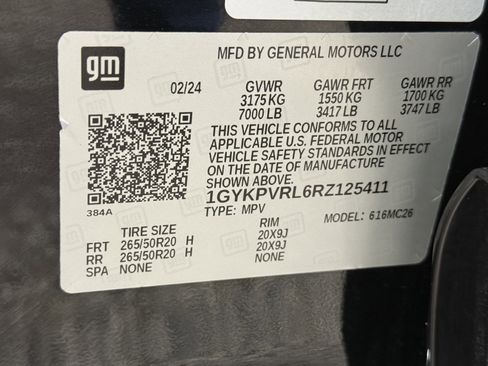 gm
MFD BY GENERAL MOTORS LLC
02/24 GVWR GAWR FRT GAWR RR
3175 KG 1550 KG 1700 KG
7000 LB 3417 LB 3747 LB
THIS VEHICLE CONFORMS TO ALL
APPLICABLE U.S. FEDERAL MOTOR
VEHICLE SAFETY STANDARDS IN EFFECT
ON THE DATE OF MANUFACTURE
SHOWN ABOVE.
1GYKPVRL6RZ125411
384A TYPE: MPV MODEL: 616MC26
TIRE SIZE RIM
FRT 265/50R20 H 20X9J
RR 265/50R20 H 20X9J
SPA NONE NONE